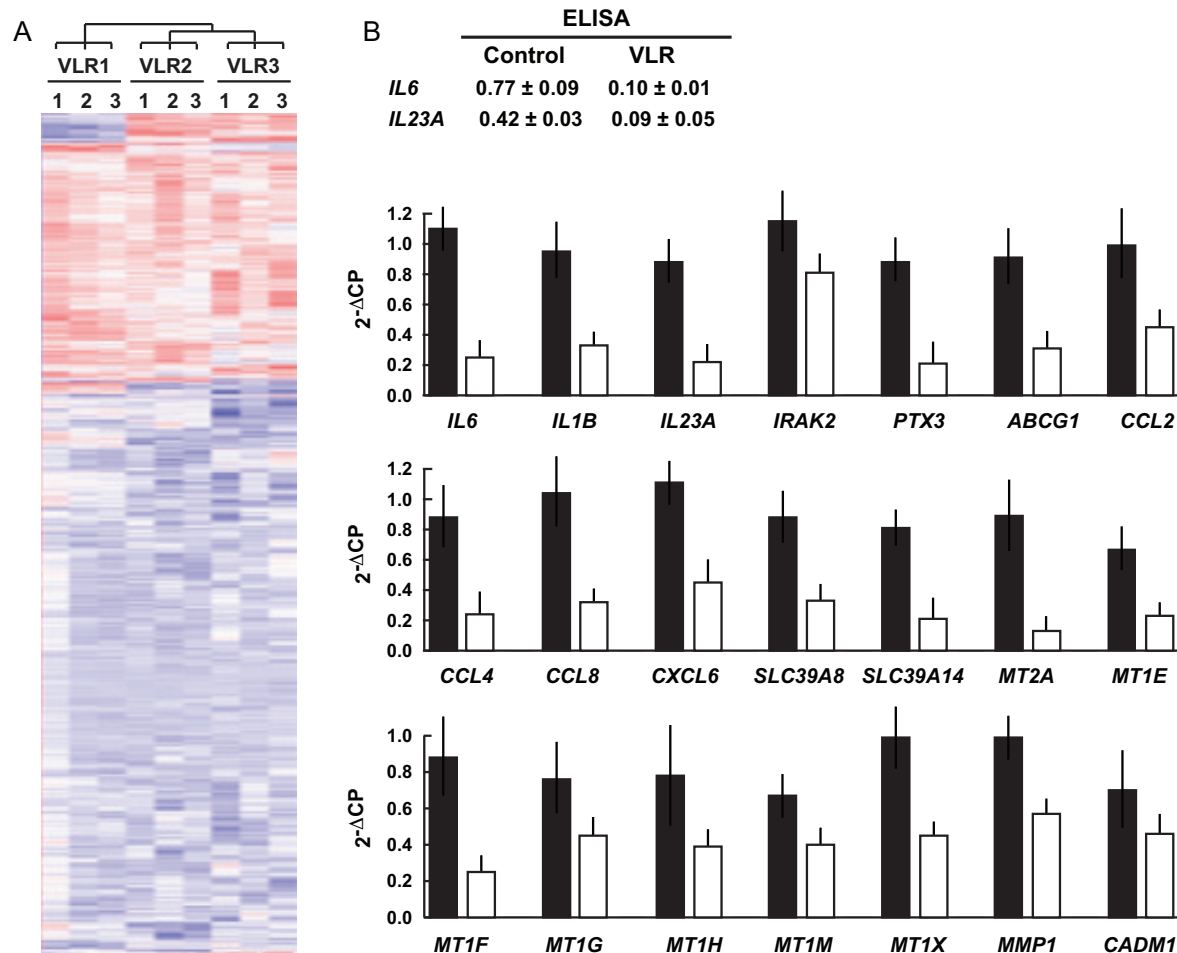 A
VLR1 VLR2 VLR3
1 2 3 1 2 3 1 2 3
B
ELISA
Control VLR
IL6 0.77 ± 0.09 0.10 ± 0.01
IL23A 0.42 ± 0.03 0.09 ± 0.05
2-ΔCP
1.2
1.0
0.8
0.6
0.4
0.2
0.0
IL6 IL1B IL23A IRAK2 PTX3 ABCG1 CCL2
2-ΔCP
1.2
1.0
0.8
0.6
0.4
0.2
0.0
CCL4 CCL8 CXCL6 SLC39A8 SLC39A14 MT2A MT1E
2-ΔCP
1.0
0.8
0.6
0.4
0.2
0.0
MT1F MT1G MT1H MT1M MT1X MMP1 CADM1